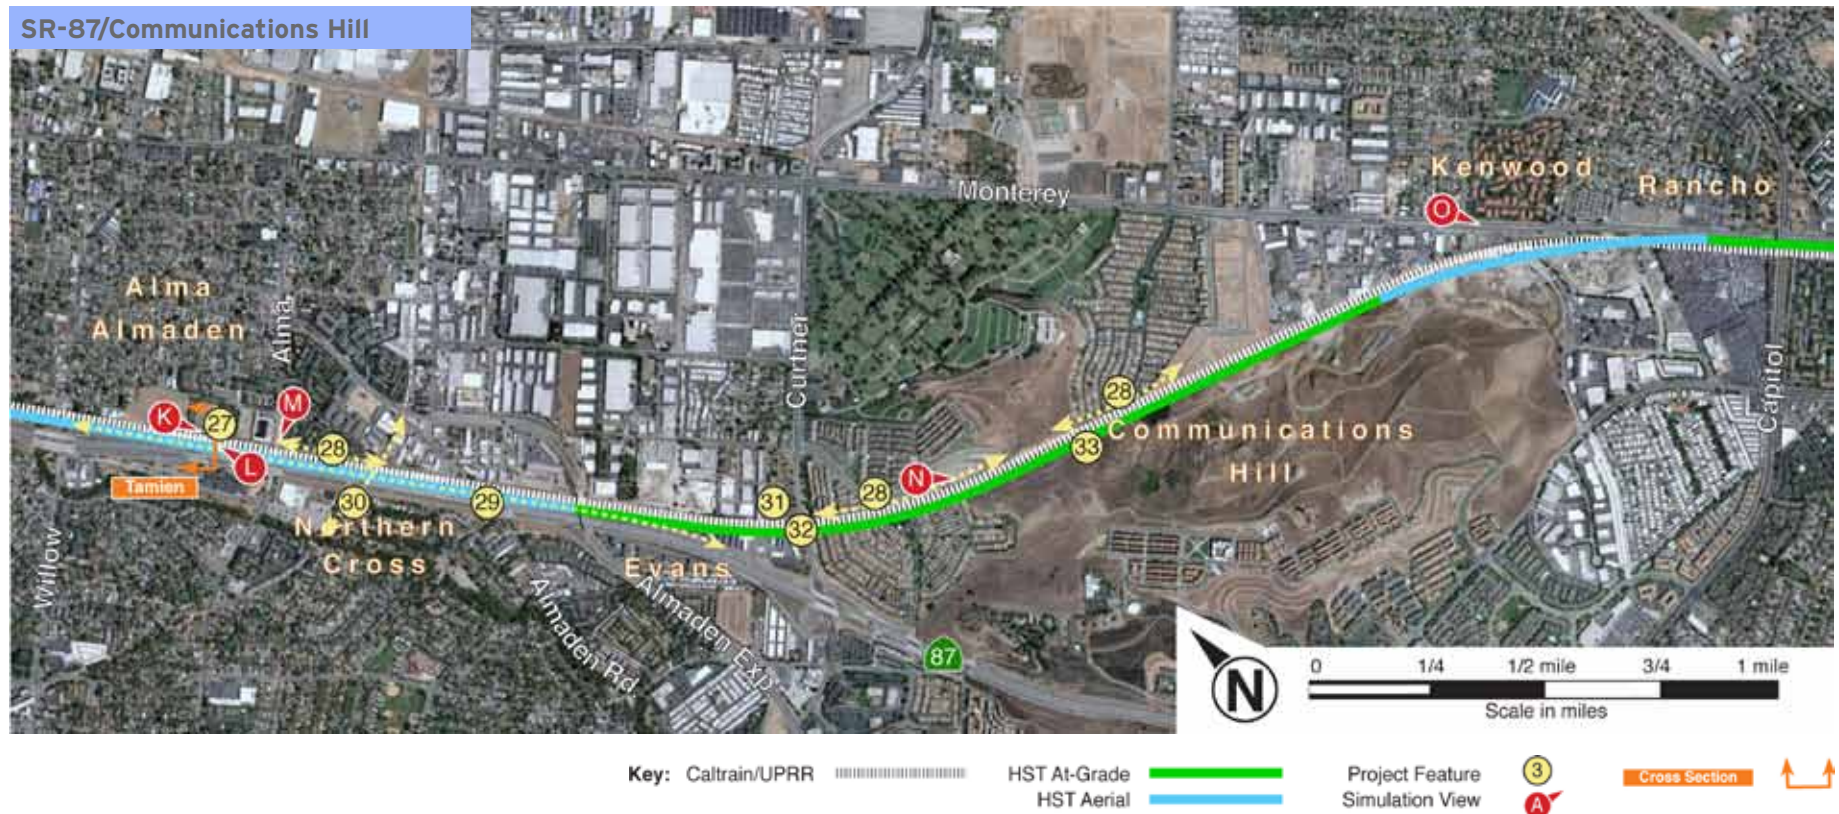 SR-87/Communications Hill
Monterey
Kenwood
Rancho
O
Alma
Almaden
Alma
Curtner
Capitol
K
27
M
28
L
Tamien
30
29
Northern
Cross
31
32
28
N
28
33
Communications
Hill
Willow
Evans
Almaden Rd
Almaden Exp.
87
N
0 1/4 1/2 mile 3/4 1 mile
Scale in miles
Key: Caltrain/UPRR HST At-Grade Project Feature 3 Cross Section
HST Aerial Simulation View A